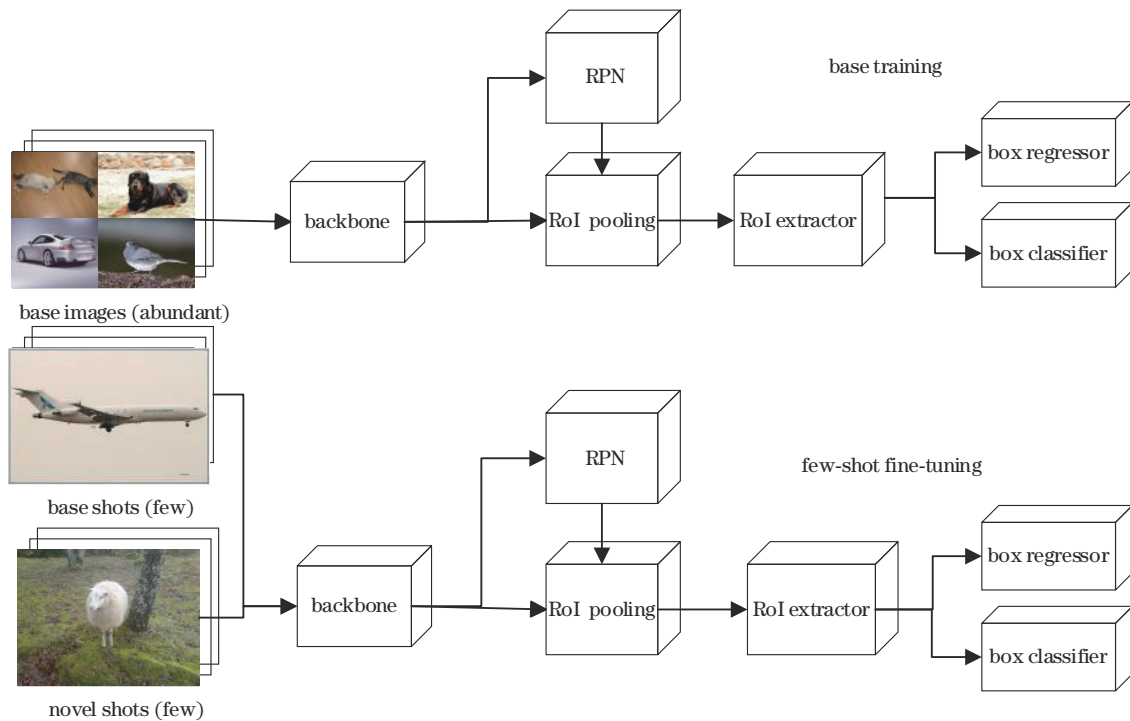 RPN
base training
box regressor
backbone
RoI pooling
RoI extractor
box classifier
base images (abundant)
RPN
few-shot fine-tuning
base shots (few)
box regressor
backbone
RoI pooling
RoI extractor
box classifier
novel shots (few)